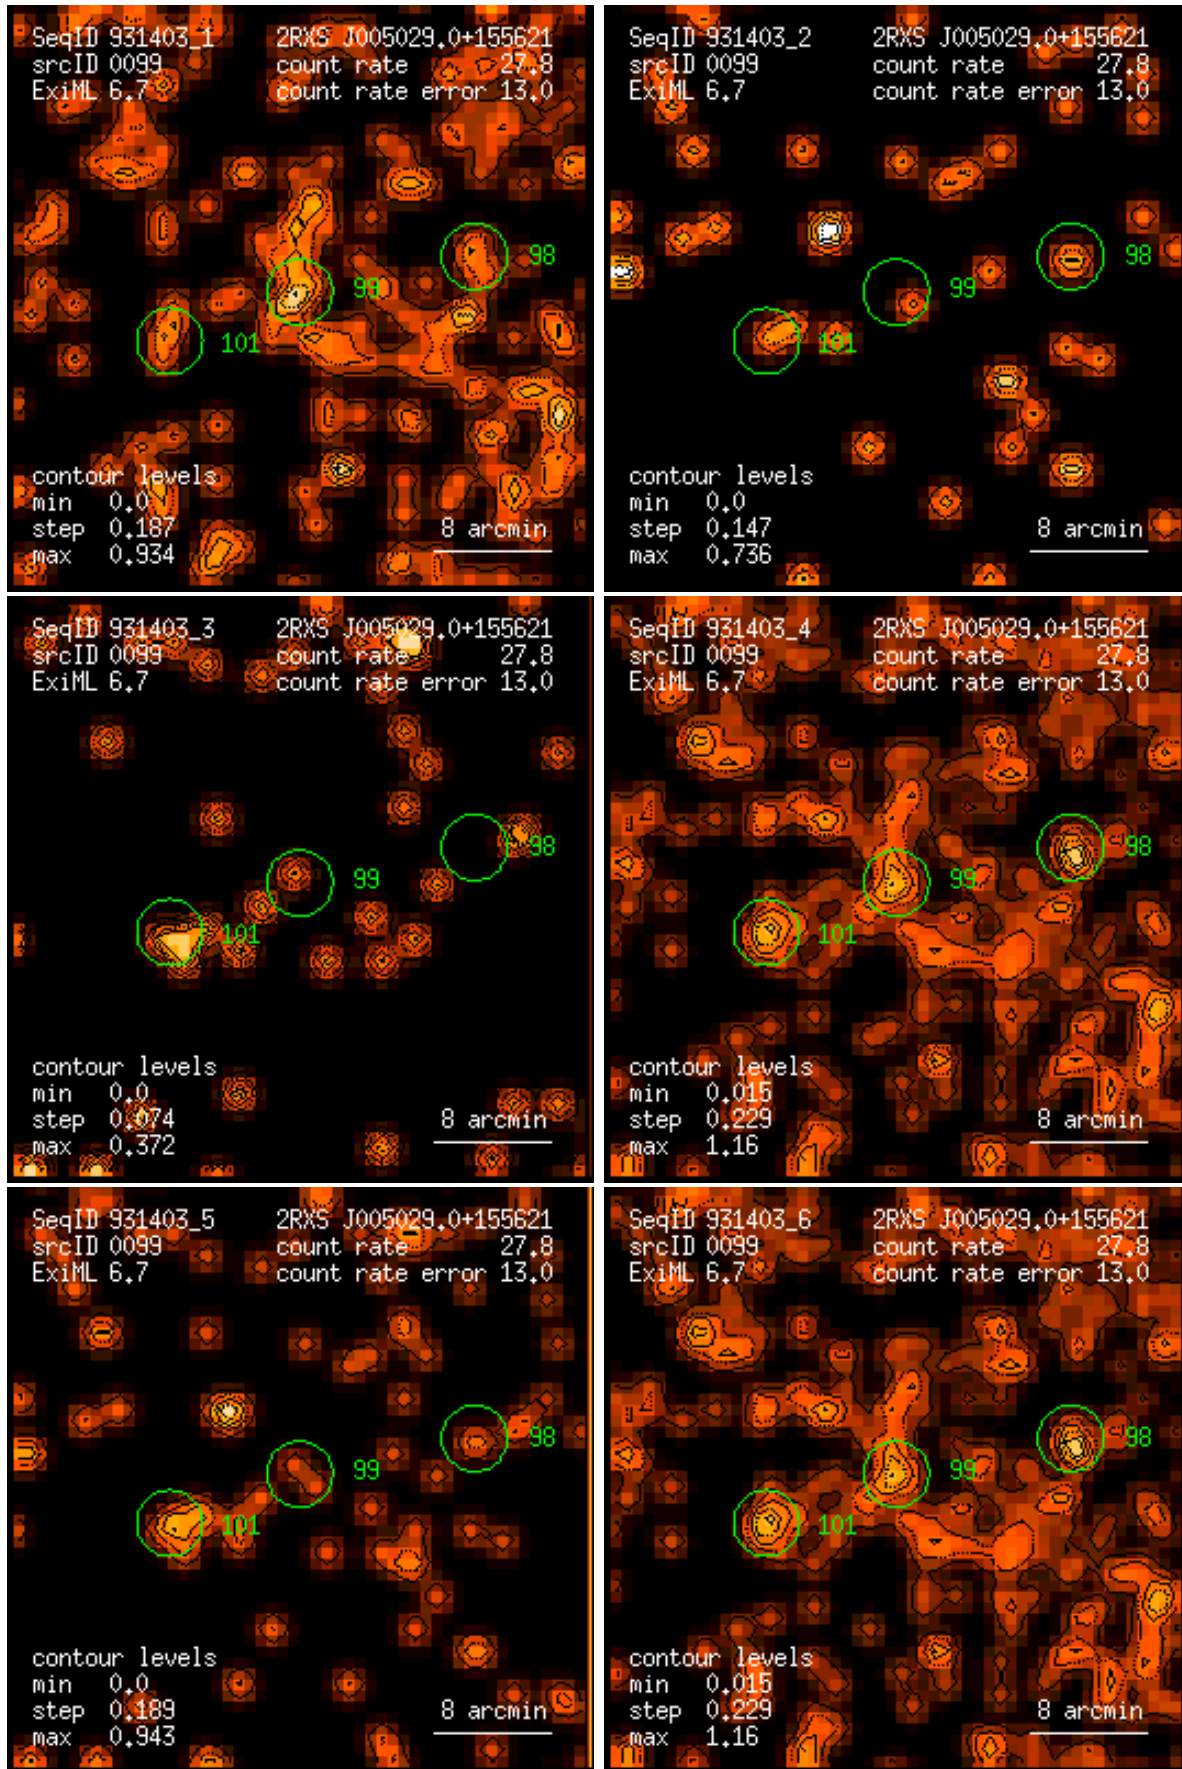 SeqID 931403_1 2RXS J005029.0+155621
srcID 0099 count rate 27.8
ExiML 6.7 count rate error 13.0
98
99
101
contour levels
min 0.0
step 0.187 8 arcmin
max 0.934
SeqID 931403_2 2RXS J005029.0+155621
srcID 0099 count rate 27.8
ExiML 6.7 count rate error 13.0
98
99
101
contour levels
min 0.0
step 0.147 8 arcmin
max 0.736
SeqID 931403_3 2RXS J005029.0+155621
srcID 0099 count rate 27.8
ExiML 6.7 count rate error 13.0
98
99
101
contour levels
min 0.0
step 0.074 8 arcmin
max 0.372
SeqID 931403_4 2RXS J005029.0+155621
srcID 0099 count rate 27.8
ExiML 6.7 count rate error 13.0
98
99
101
contour levels
min 0.015
step 0.229 8 arcmin
max 1.16
SeqID 931403_5 2RXS J005029.0+155621
srcID 0099 count rate 27.8
ExiML 6.7 count rate error 13.0
98
99
101
contour levels
min 0.0
step 0.189 8 arcmin
max 0.943
SeqID 931403_6 2RXS J005029.0+155621
srcID 0099 count rate 27.8
ExiML 6.7 count rate error 13.0
98
99
101
contour levels
min 0.015
step 0.229 8 arcmin
max 1.16